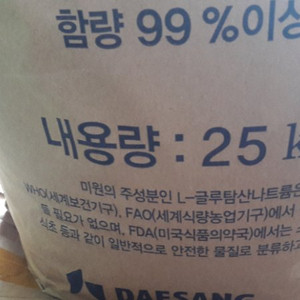 함량 99 %이상
내용량 : 25 k
미원의 주성분인 L-글루탐산나트륨은
WHO(세계보건기구), FAO(세계식량농업기구)에서
둘 필요가 없으며, FDA(미국식품의약국)에서는
식초 등과 같이 일반적으로 안전한 물질로 분류하고
DAESANG